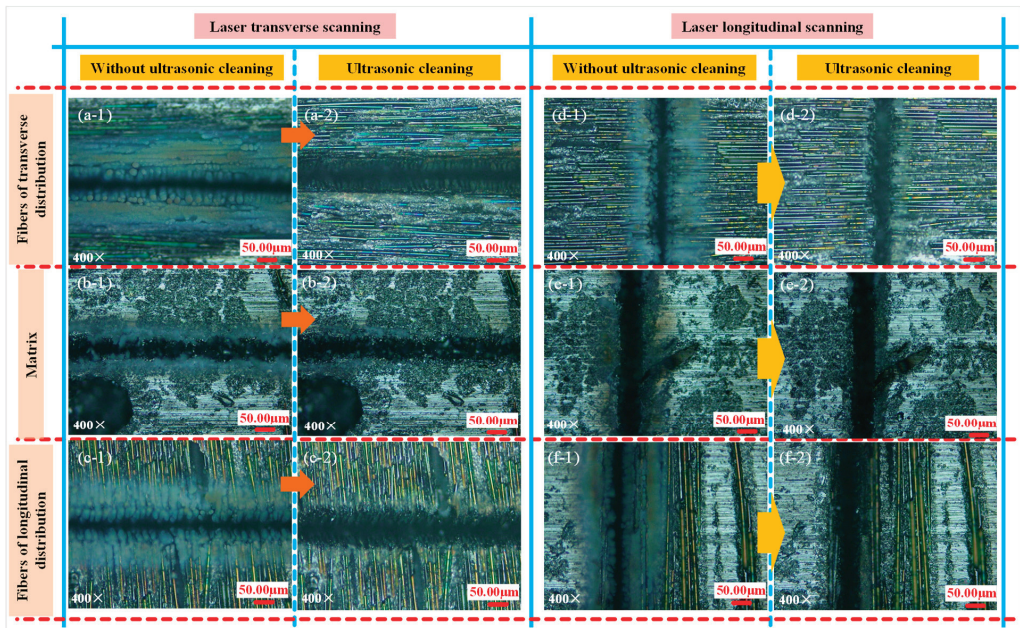 Laser transverse scanning
Laser longitudinal scanning
Without ultrasonic cleaning
Ultrasonic cleaning
Without ultrasonic cleaning
Ultrasonic cleaning
Fibers of transverse
distribution
(a-1)
400×
50.00μm
(a-2)
50.00μm
(d-1)
400×
50.00μm
(d-2)
400×
50.00μm
Matrix
(b-1)
400×
50.00μm
(b-2)
400×
50.00μm
(e-1)
400×
50.00μm
(e-2)
400×
50.00μm
Fibers of longitudinal
distribution
(c-1)
400×
50.00μm
(c-2)
400×
50.00μm
(f-1)
400×
50.00μm
(f-2)
400×
50.00μm